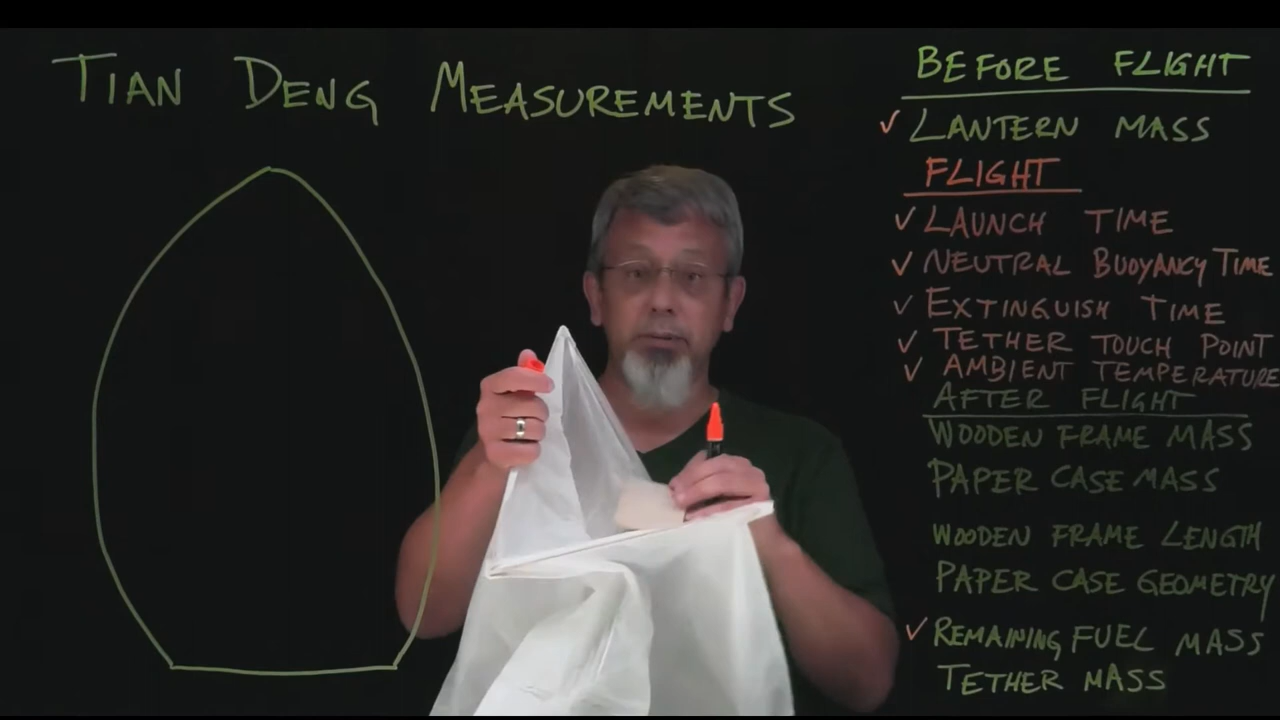 TIAN DENG MEASUREMENTS
BEFORE FLIGHT
✓ LANTERN MASS
FLIGHT
✓ LAUNCH TIME
✓ NEUTRAL BUOYANCY TIME
✓ EXTINGUISH TIME
✓ TETHER TOUCH POINT
✓ AMBIENT TEMPERATURE
AFTER FLIGHT
WOODEN FRAME MASS
PAPER CASE MASS
WOODEN FRAME LENGTH
PAPER CASE GEOMETRY
✓ REMAINING FUEL MASS
TETHER MASS